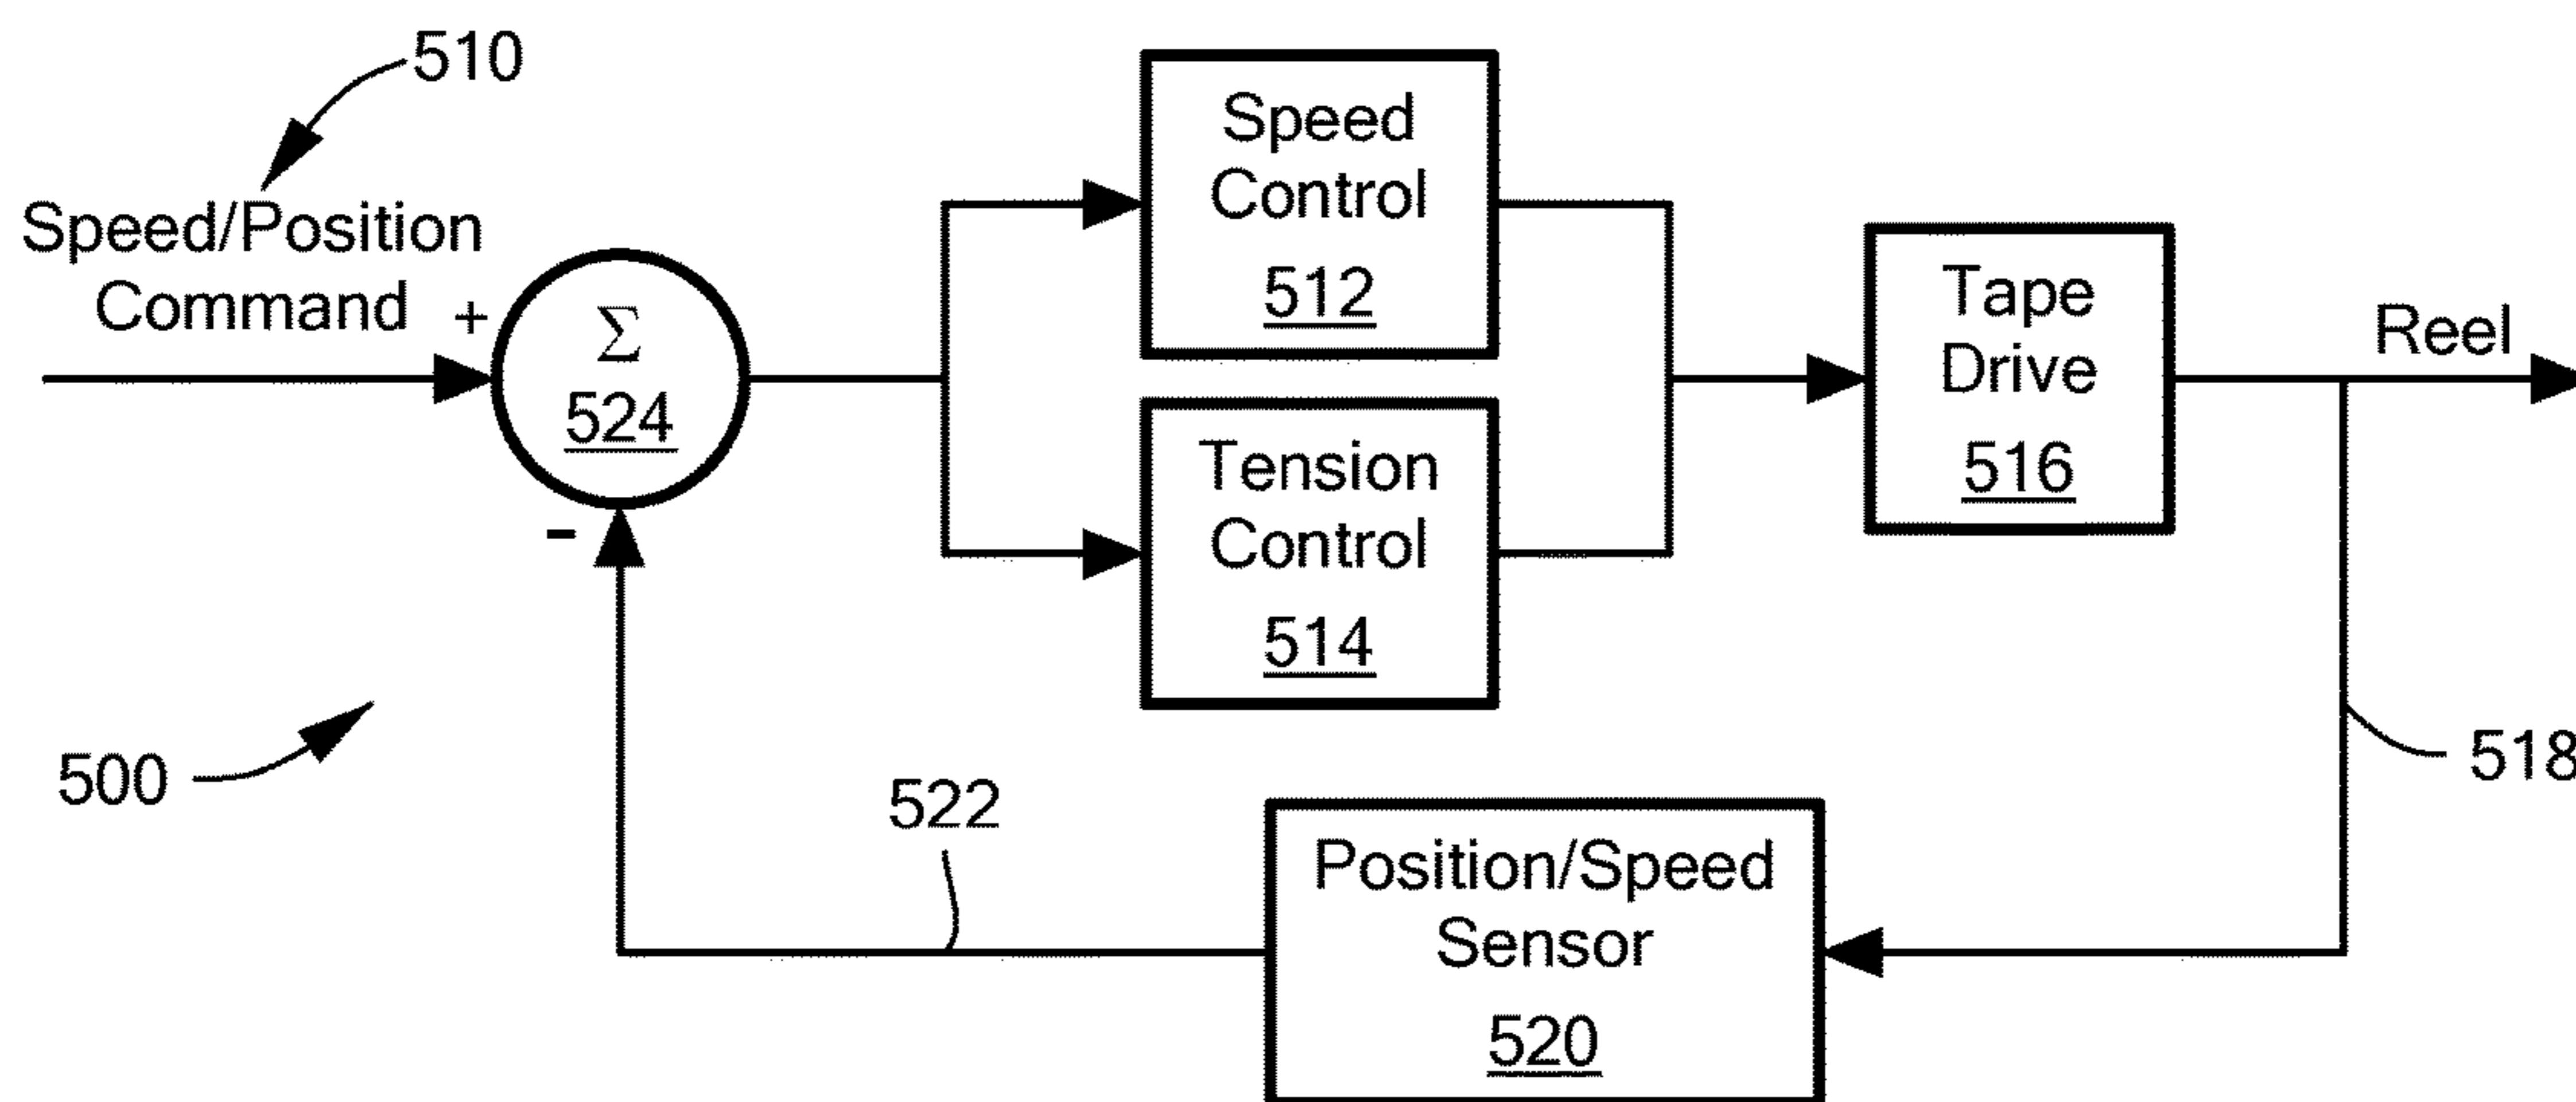 510
Speed/Position
Command
+
Σ
524
-
Speed
Control
512
Tension
Control
514
Tape
Drive
516
Reel
518
Position/Speed
Sensor
520
522
500